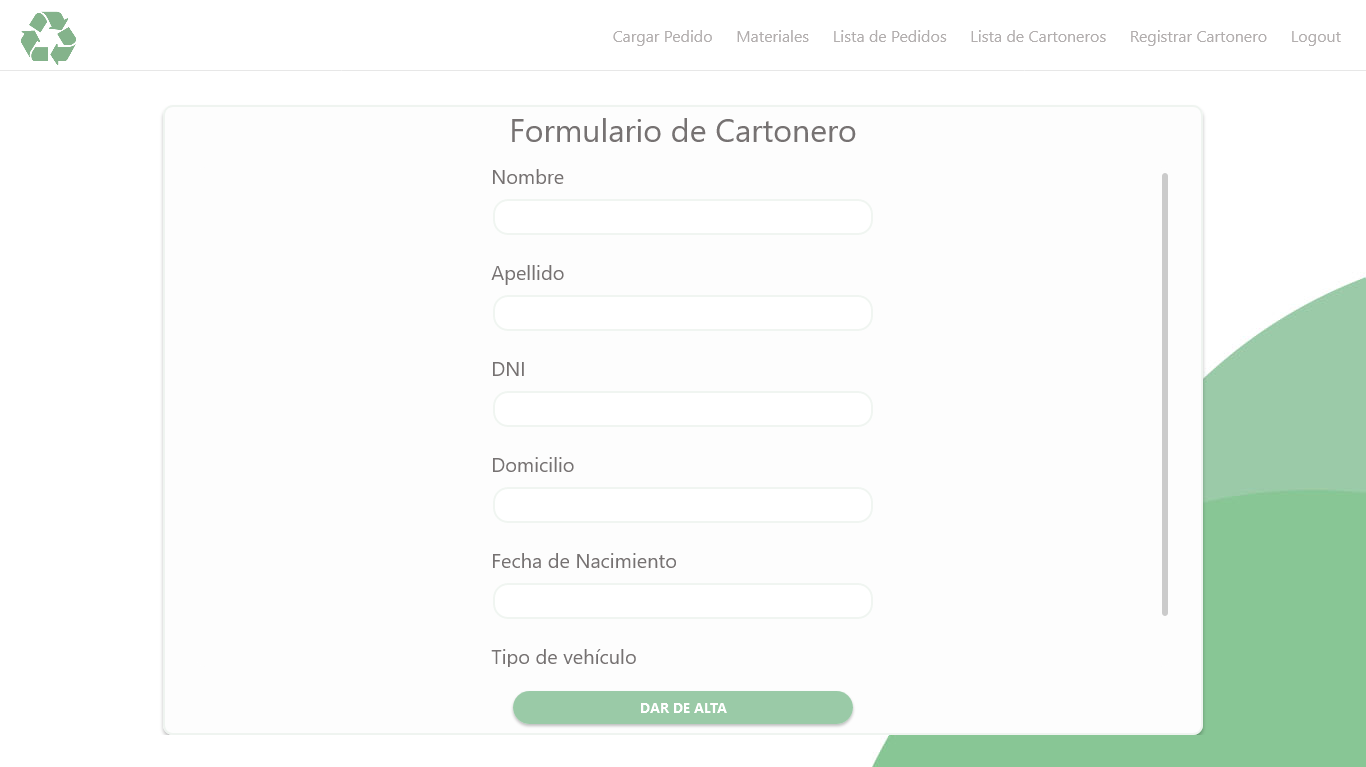 Cargar Pedido Materiales Lista de Pedidos Lista de Cartoneros Registrar Cartonero Logout
Formulario de Cartonero
Nombre
Apellido
DNI
Domicilio
Fecha de Nacimiento
Tipo de vehículo
DAR DE ALTA